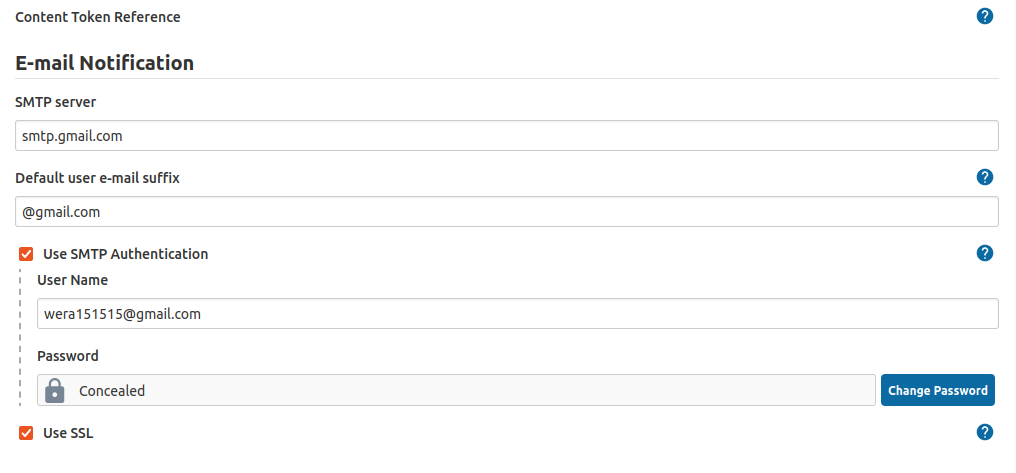 Content Token Reference
?
E-mail Notification
SMTP server
smtp.gmail.com
Default user e-mail suffix
?
@gmail.com
Use SMTP Authentication
?
User Name
wera151515@gmail.com
Password
Concealed
Change Password
Use SSL
?